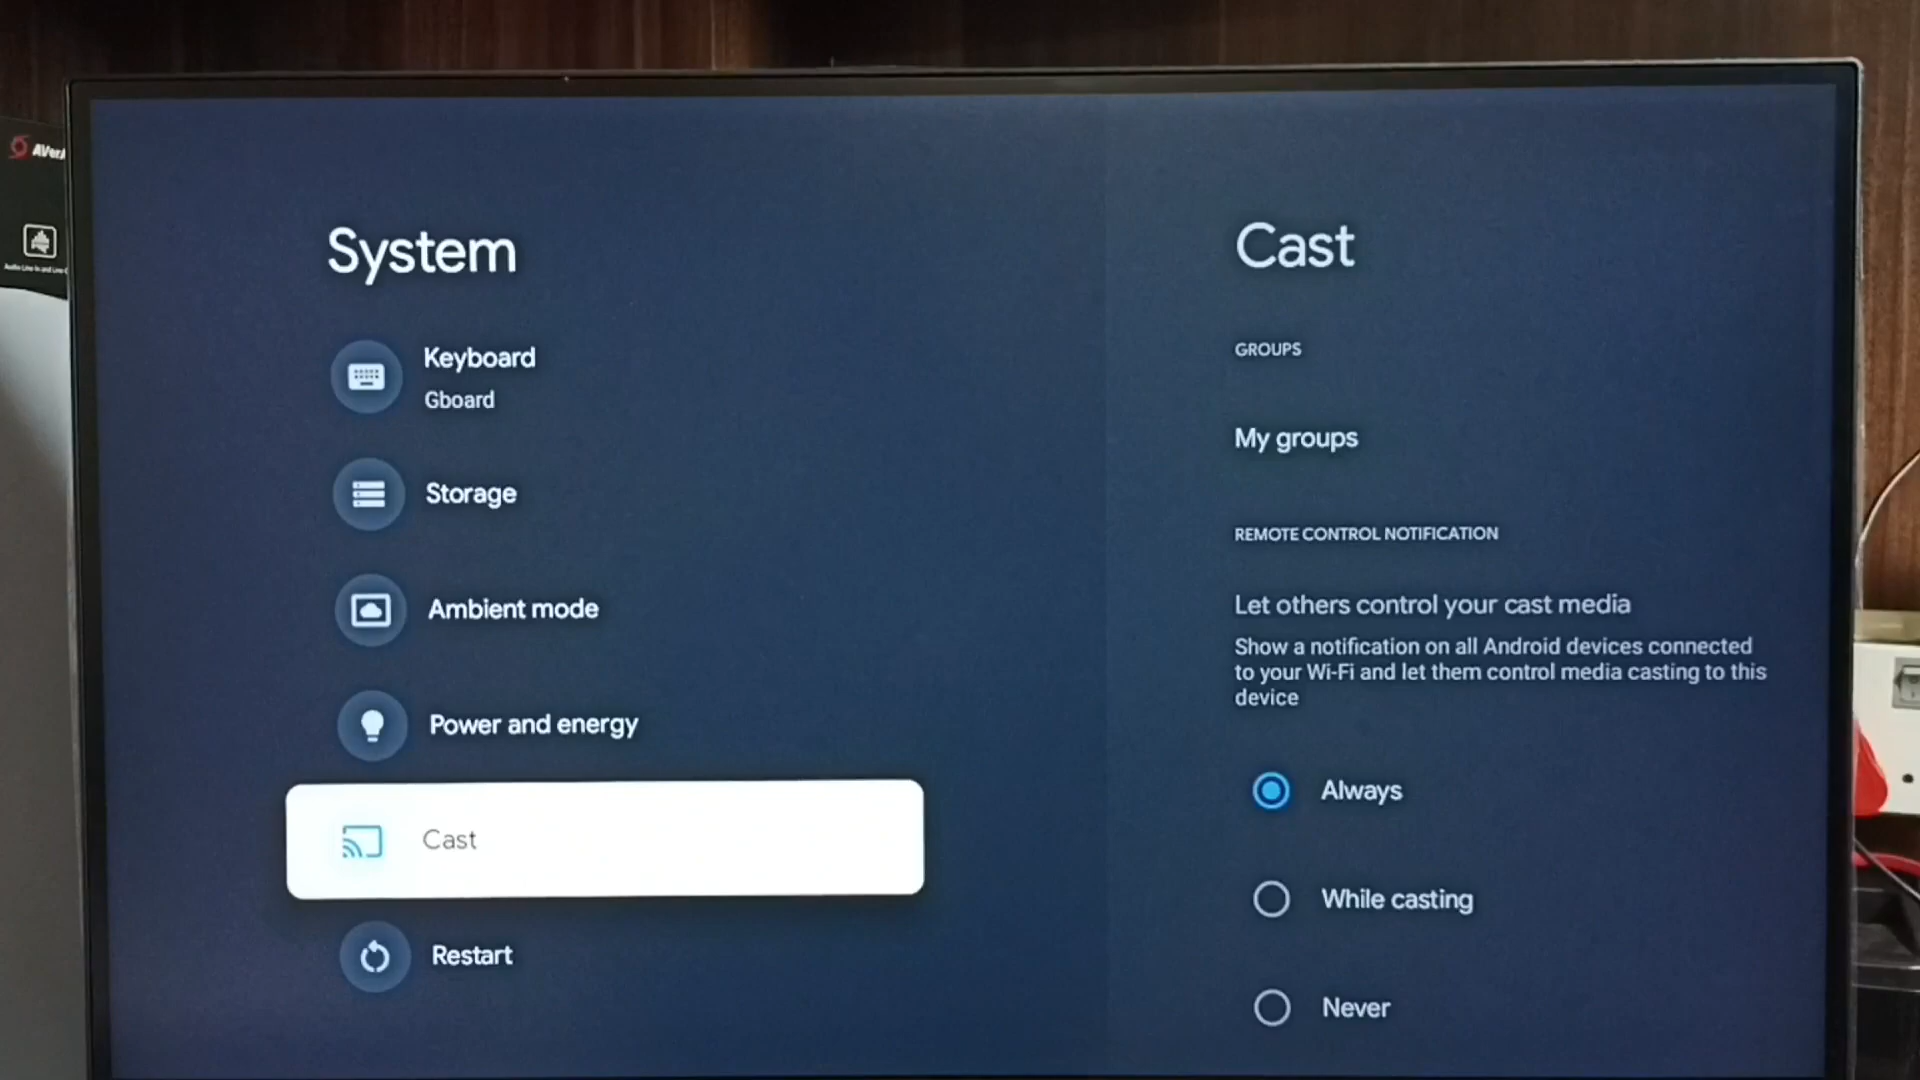 System
Keyboard
Gboard
Storage
Ambient mode
Power and energy
Cast
Restart
Cast
GROUPS
My groups
REMOTE CONTROL NOTIFICATION
Let others control your cast media
Show a notification on all Android devices connected
to your Wi-Fi and let them control media casting to this
device
Always
While casting
Never